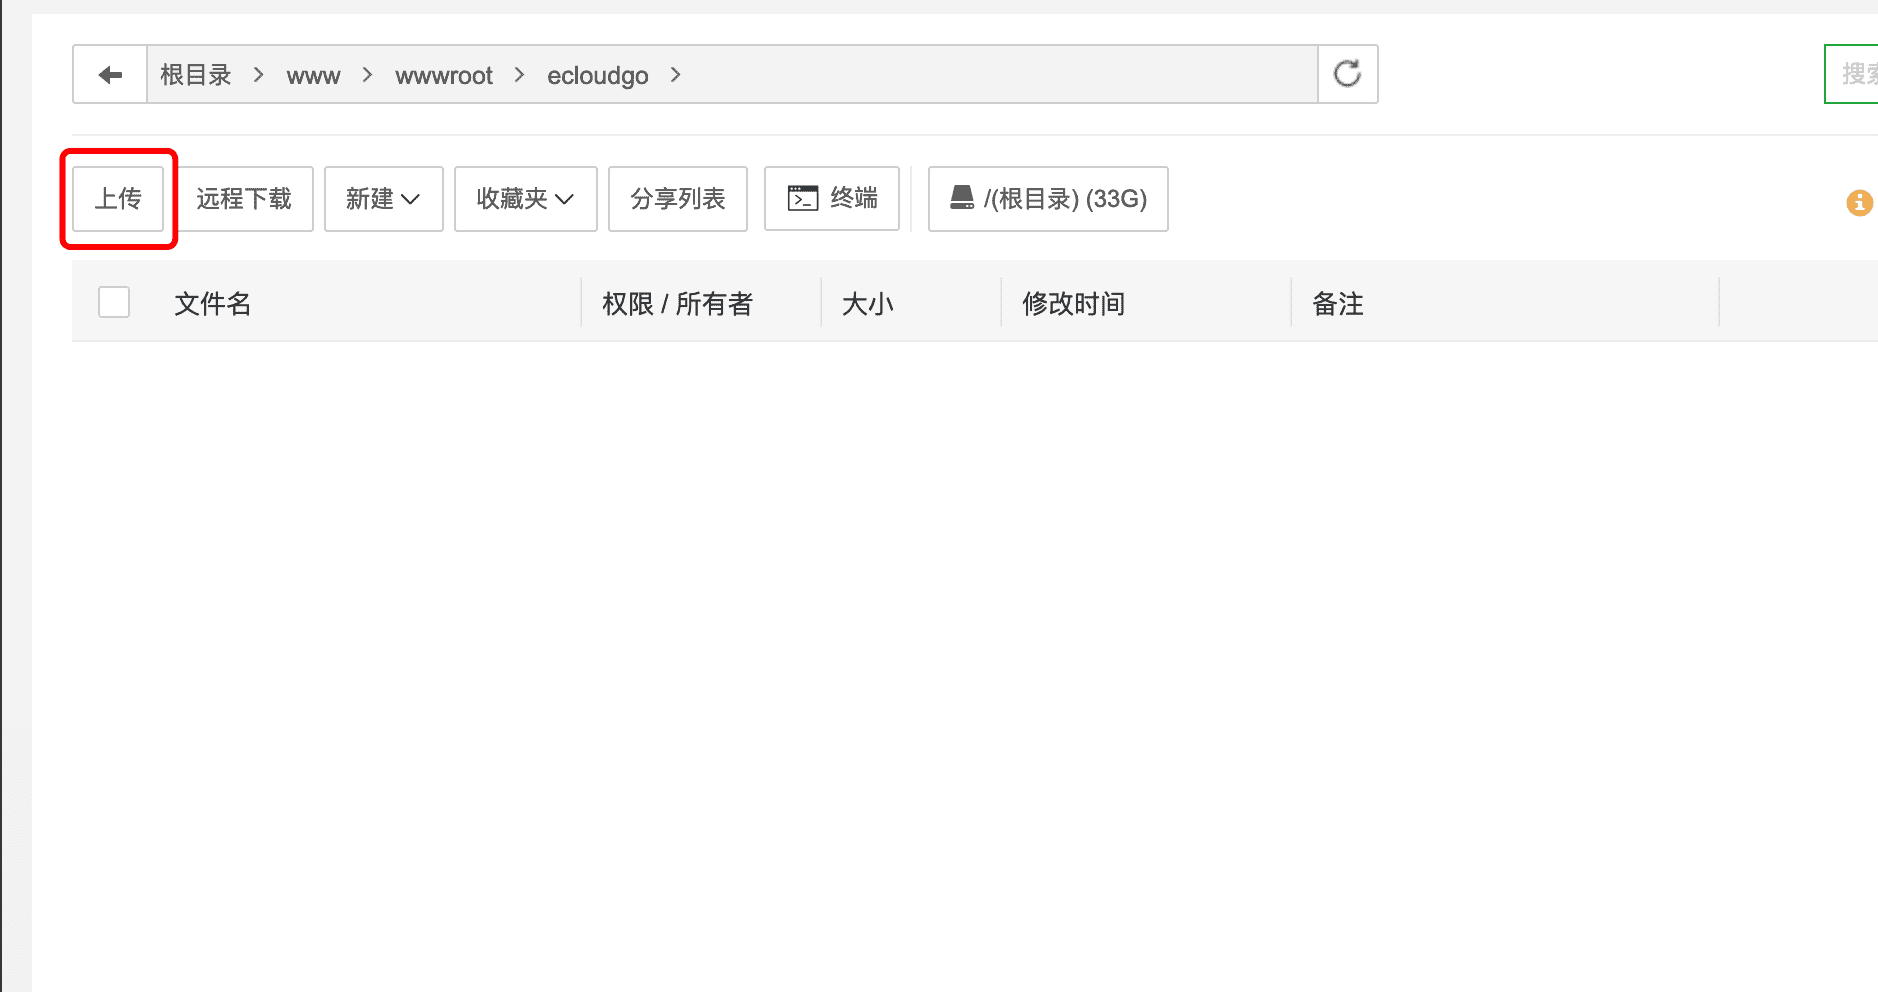 根目录 > www > wwwroot > ecloudgo >
搜索
上传 远程下载 新建 收藏夹 分享列表 终端 /(根目录) (33G)
文件名 权限 / 所有者 大小 修改时间 备注